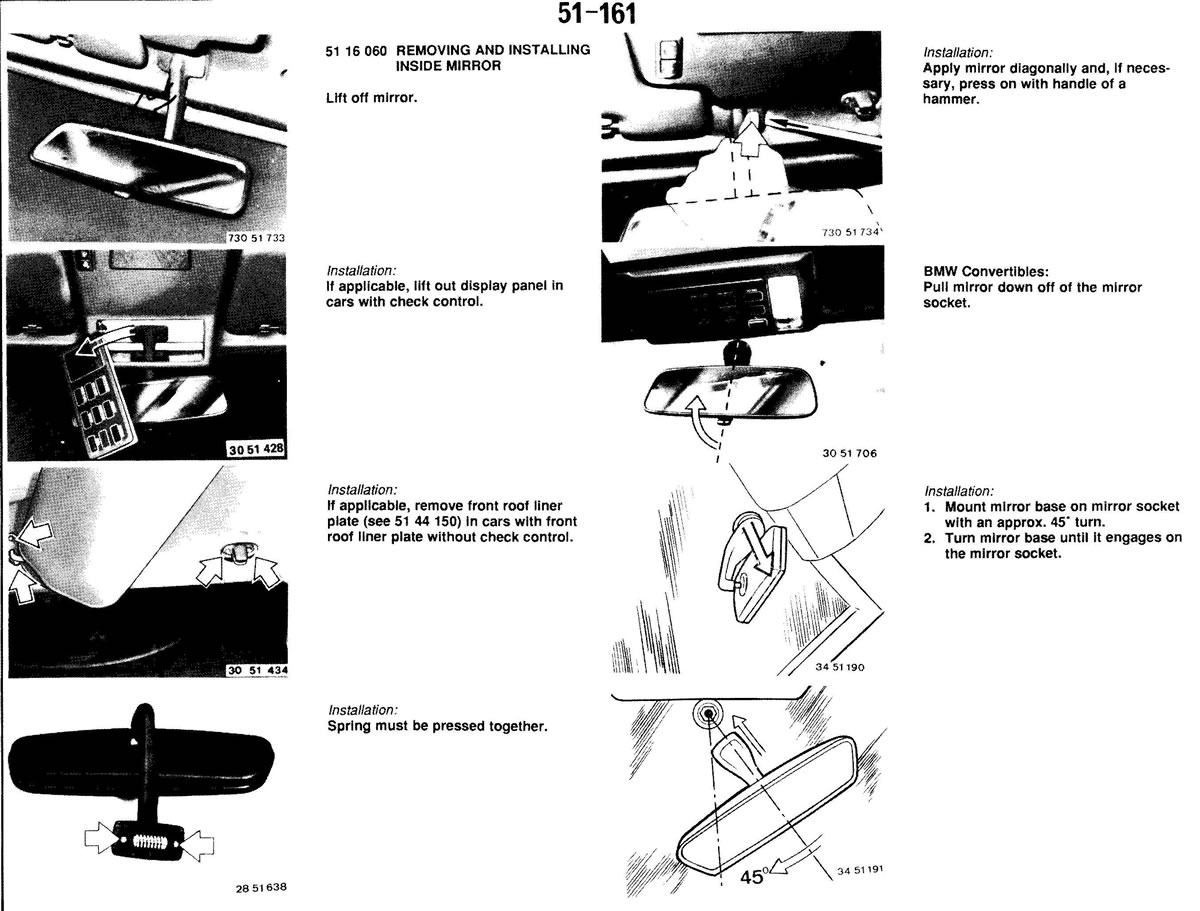 51-161
51 16 060 REMOVING AND INSTALLING
INSIDE MIRROR
Lift off mirror.
730 51 733
Installation:
If applicable, lift out display panel in
cars with check control.
30 51 428
Installation:
If applicable, remove front roof liner
plate (see 51 44 150) in cars with front
roof liner plate without check control.
30 51 434
Installation:
Spring must be pressed together.
28 51 638
Installation:
Apply mirror diagonally and, if neces-
sary, press on with handle of a
hammer.
730 51 734
BMW Convertibles:
Pull mirror down off of the mirror
socket.
30 51 706
Installation:
1. Mount mirror base on mirror socket
with an approx. 45° turn.
2. Turn mirror base until it engages on
the mirror socket.
34 51 190
45°
34 51 191